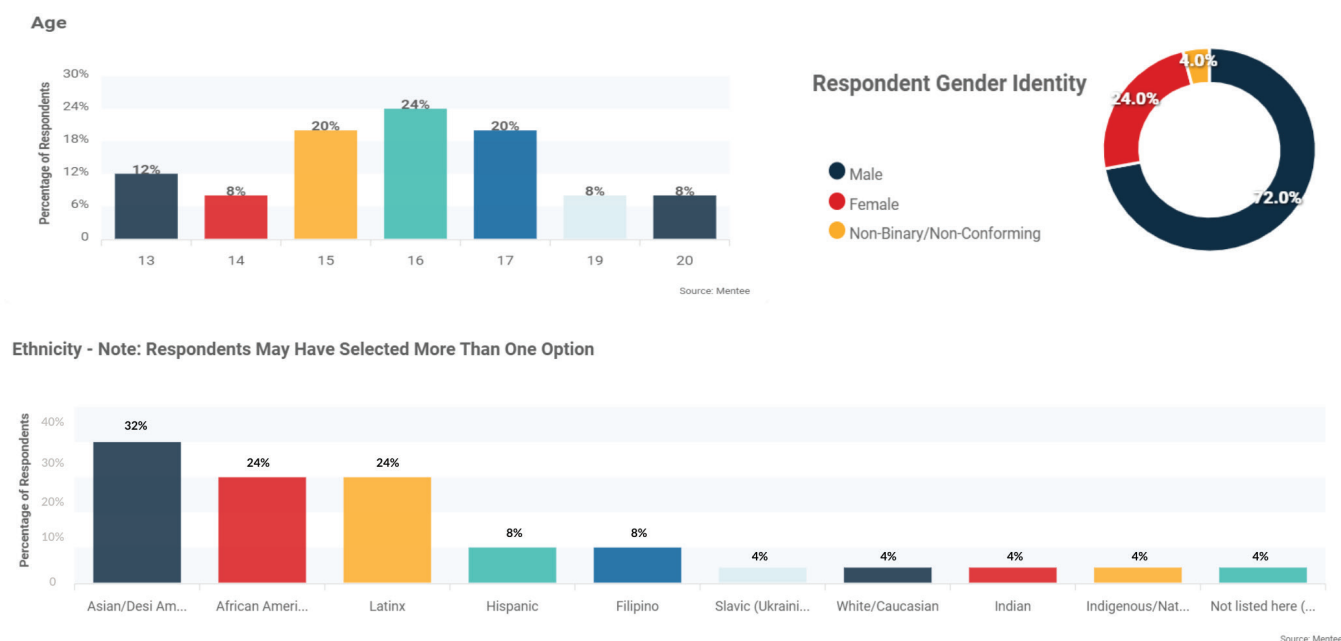 Age
Percentage of Respondents
30%
24%
18%
12%
6%
0
12%
8%
20%
24%
20%
8%
8%
13 14 15 16 17 19 20
Source: Mentee
Respondent Gender Identity
Male
Female
Non-Binary/Non-Conforming
4.0%
24.0%
72.0%
Ethnicity - Note: Respondents May Have Selected More Than One Option
Percentage of Respondents
40%
30%
20%
10%
0
32%
24%
24%
8%
8%
4%
4%
4%
4%
4%
Asian/Desi Am... African Ameri... Latinx Hispanic Filipino Slavic (Ukraini... White/Caucasian Indian Indigenous/Nat... Not listed here (...
Source: Mentee